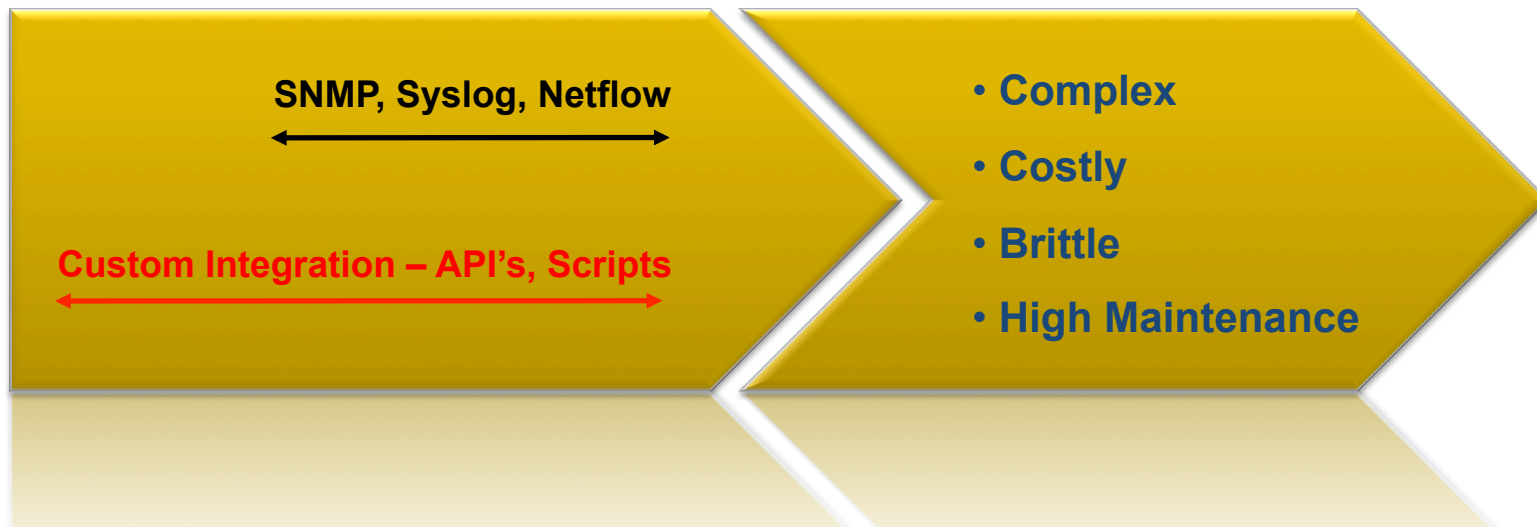 SNMP, Syslog, Netflow
Custom Integration – API’s, Scripts
• Complex
• Costly
• Brittle
• High Maintenance